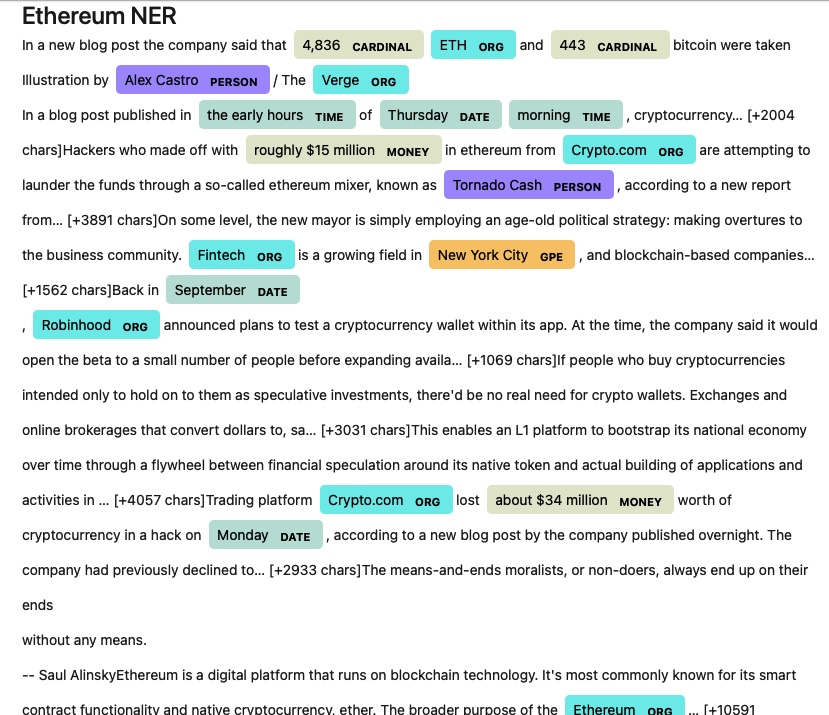 Ethereum NER
In a new blog post the company said that 4,836 CARDINAL ETH ORG and 443 CARDINAL bitcoin were taken
Illustration by Alex Castro PERSON / The Verge ORG
In a blog post published in the early hours TIME of Thursday DATE morning TIME , cryptocurrency… [+2004
chars]Hackers who made off with roughly $15 million MONEY in ethereum from Crypto.com ORG are attempting to
launder the funds through a so-called ethereum mixer, known as Tornado Cash PERSON , according to a new report
from… [+3891 chars]On some level, the new mayor is simply employing an age-old political strategy: making overtures to
the business community. Fintech ORG is a growing field in New York City GPE , and blockchain-based companies…
[+1562 chars]Back in September DATE
, Robinhood ORG announced plans to test a cryptocurrency wallet within its app. At the time, the company said it would
open the beta to a small number of people before expanding availa… [+1069 chars]If people who buy cryptocurrencies
intended only to hold on to them as speculative investments, there'd be no real need for crypto wallets. Exchanges and
online brokerages that convert dollars to, sa… [+3031 chars]This enables an L1 platform to bootstrap its national economy
over time through a flywheel between financial speculation around its native token and actual building of applications and
activities in … [+4057 chars]Trading platform Crypto.com ORG lost about $34 million MONEY worth of
cryptocurrency in a hack on Monday DATE , according to a new blog post by the company published overnight. The
company had previously declined to… [+2933 chars]The means-and-ends moralists, or non-doers, always end up on their
ends
without any means.
-- Saul AlinskyEthereum is a digital platform that runs on blockchain technology. It's most commonly known for its smart
contract functionality and native cryptocurrency, ether. The broader purpose of the Ethereum ORG … [+10591